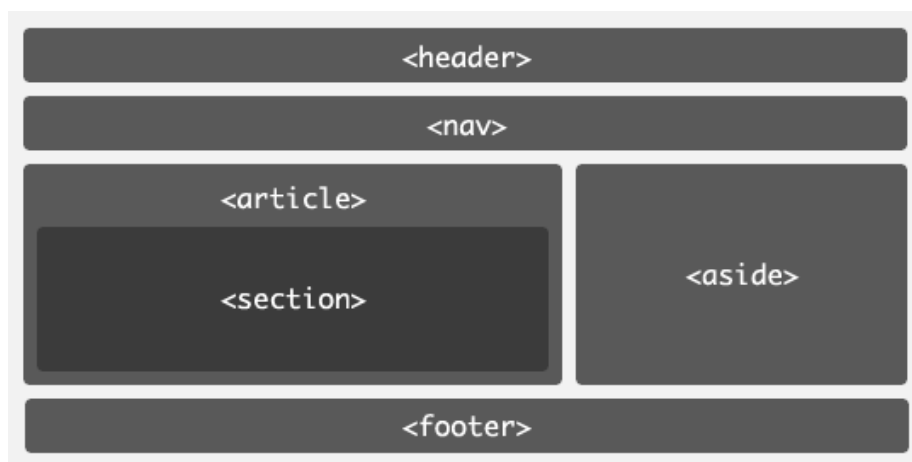 <header>
<nav>
<article>
<section>
<aside>
<footer>